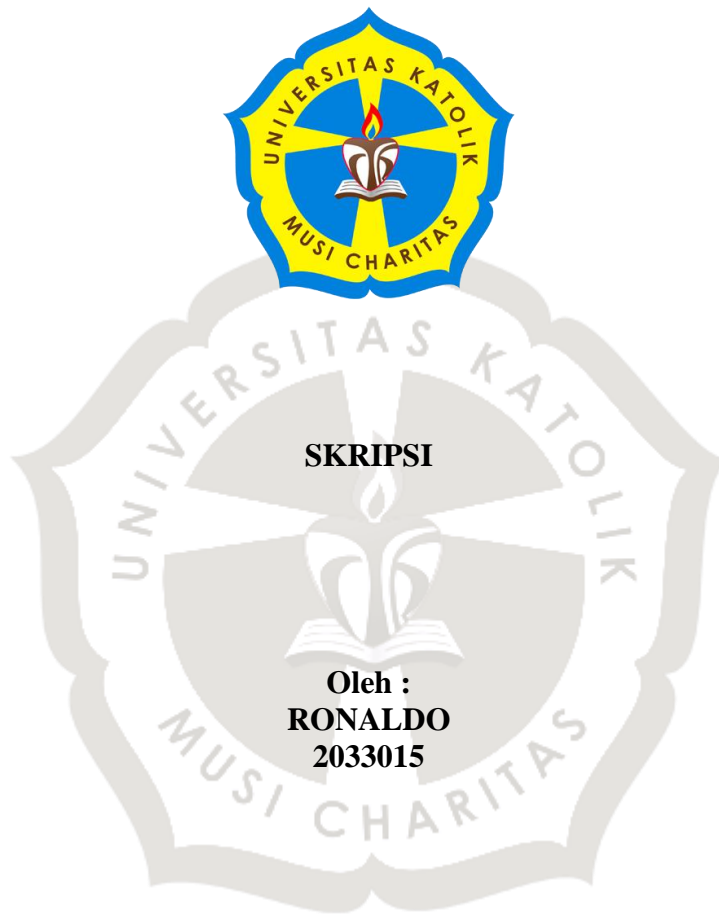 UNIVERSITAS KATOLIK
MUSI CHARITAS
UNIVERSITAS KATOLIK
SKRIPSI
Oleh :
RONALDO
2033015
MUSI CHARITAS